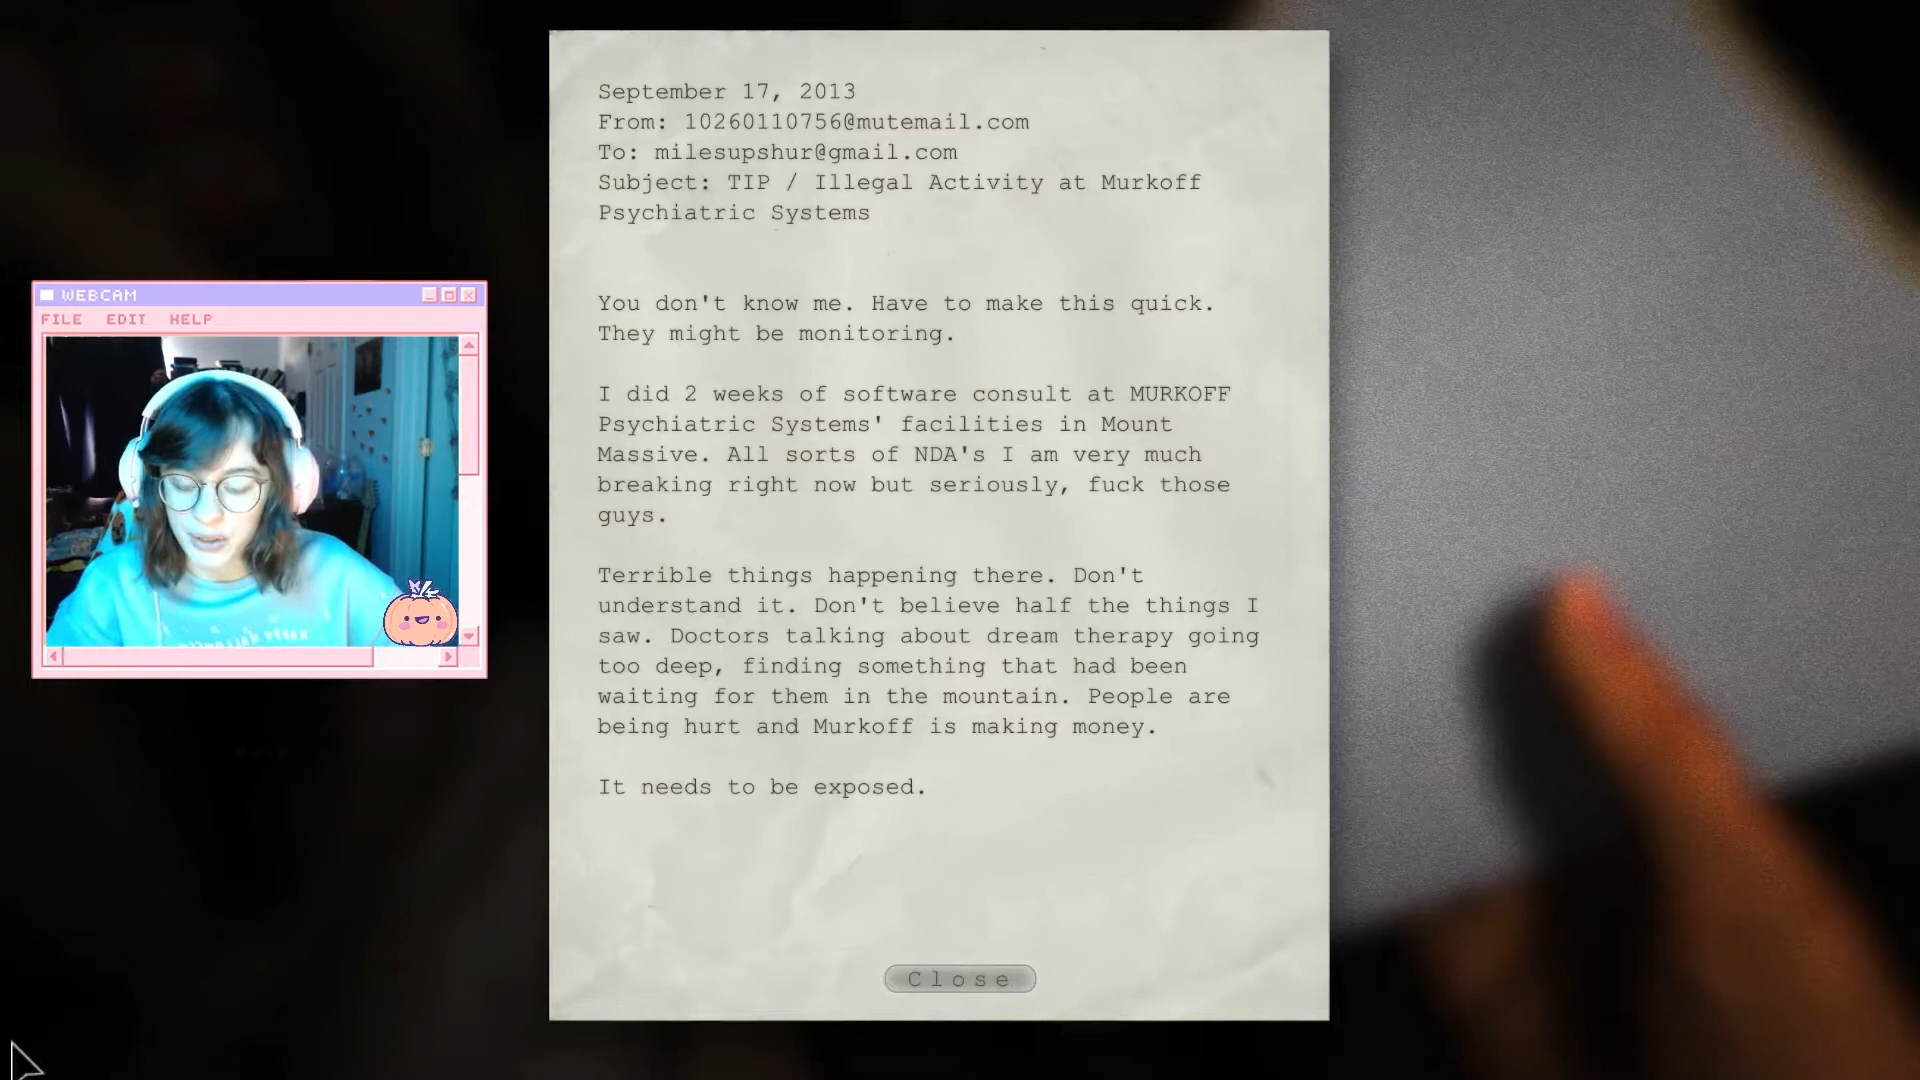 September 17, 2013
From: 10260110756@mutemail.com
To: milesupshur@gmail.com
Subject: TIP / Illegal Activity at Murkoff
Psychiatric Systems
You don't know me. Have to make this quick.
They might be monitoring.
I did 2 weeks of software consult at MURKOFF
Psychiatric Systems' facilities in Mount
Massive. All sorts of NDA's I am very much
breaking right now but seriously, fuck those
guys.
Terrible things happening there. Don't
understand it. Don't believe half the things I
saw. Doctors talking about dream therapy going
too deep, finding something that had been
waiting for them in the mountain. People are
being hurt and Murkoff is making money.
It needs to be exposed.
Close
WEBCAM
FILE EDIT HELP